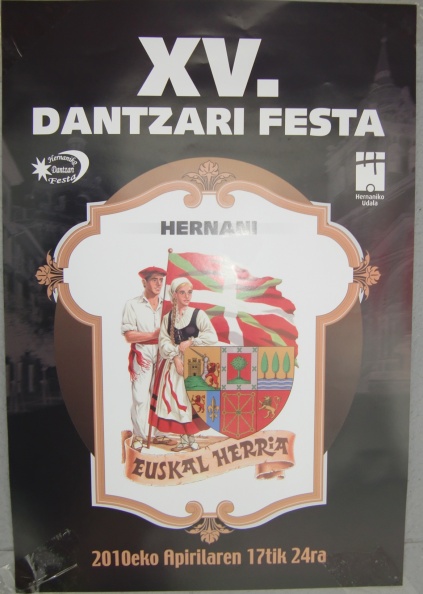 XV.
DANTZARI FESTA
Hernaniko
Dantzari
Festa
Hernaniko
Udala
HERNANI
EUSKAL HERRiA
2010eko Apirilaren 17tik 24ra